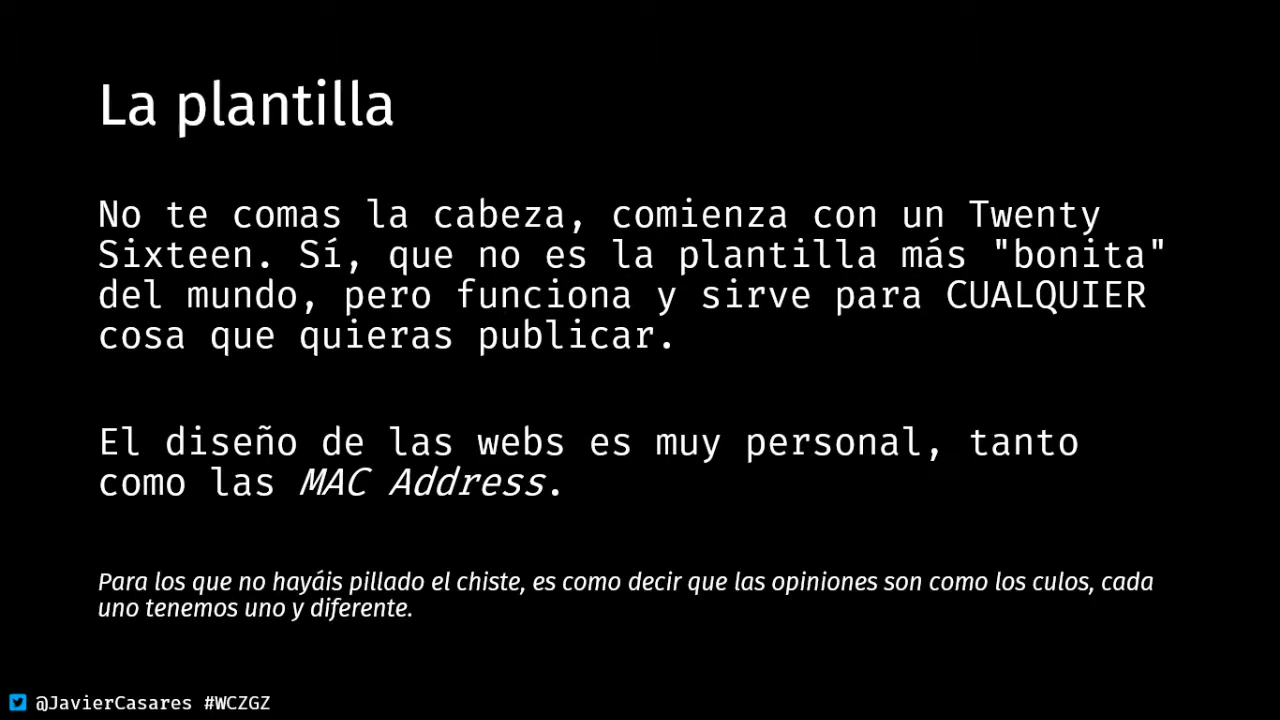 La plantilla
No te comas la cabeza, comienza con un Twenty
Sixteen. Sí, que no es la plantilla más "bonita"
del mundo, pero funciona y sirve para CUALQUIER
cosa que quieras publicar.
El diseño de las webs es muy personal, tanto
como las MAC Address.
Para los que no hayáis pillado el chiste, es como decir que las opiniones son como los culos, cada
uno tenemos uno y diferente.
@JavierCasares #WCZGZ